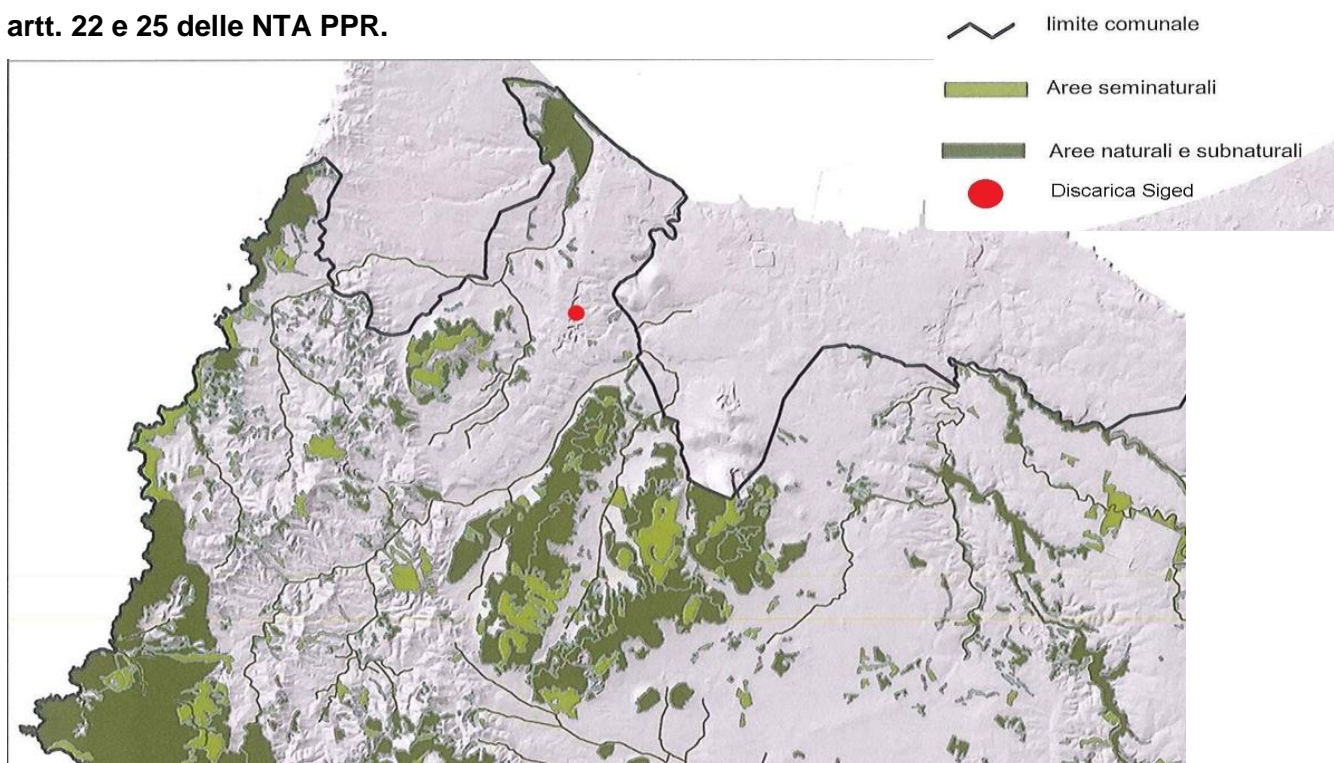 artt. 22 e 25 delle NTA PPR.
limite comunale
Aree seminaturali
Aree naturali e subnaturali
Discarica Siged